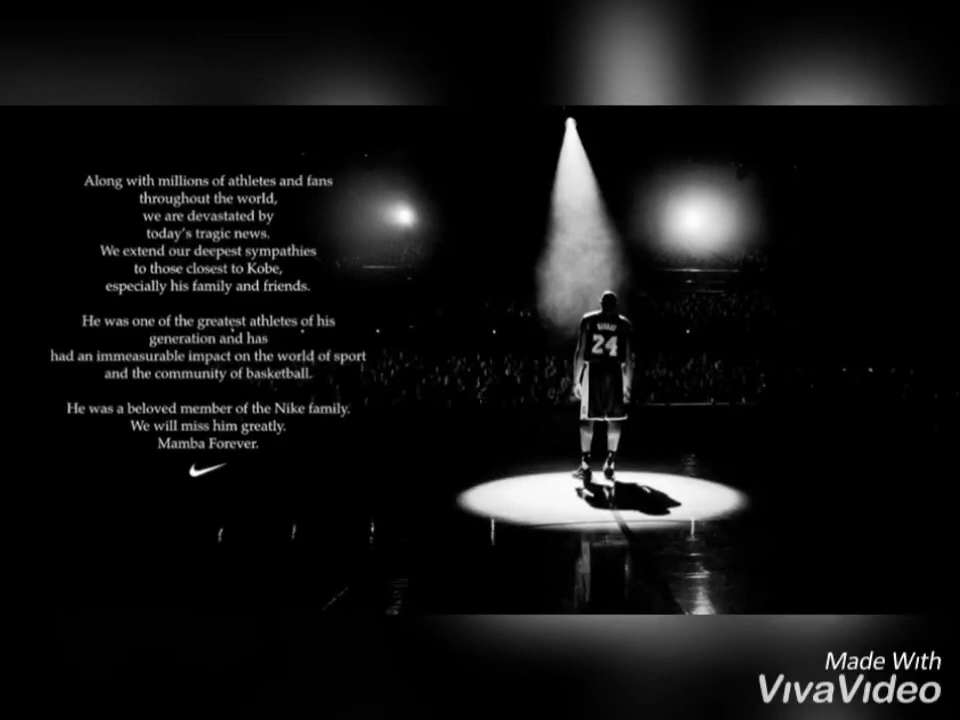 Along with millions of athletes and fans
throughout the world,
we are devastated by
today's tragic news.
We extend our deepest sympathies
to those closest to Kobe,
especially his family and friends.
He was one of the greatest athletes of his
generation and has
had an immeasurable impact on the world of sport
and the community of basketball.
He was a beloved member of the Nike family.
We will miss him greatly.
Mamba Forever.
BRYANT
24
Made With
VivaVideo